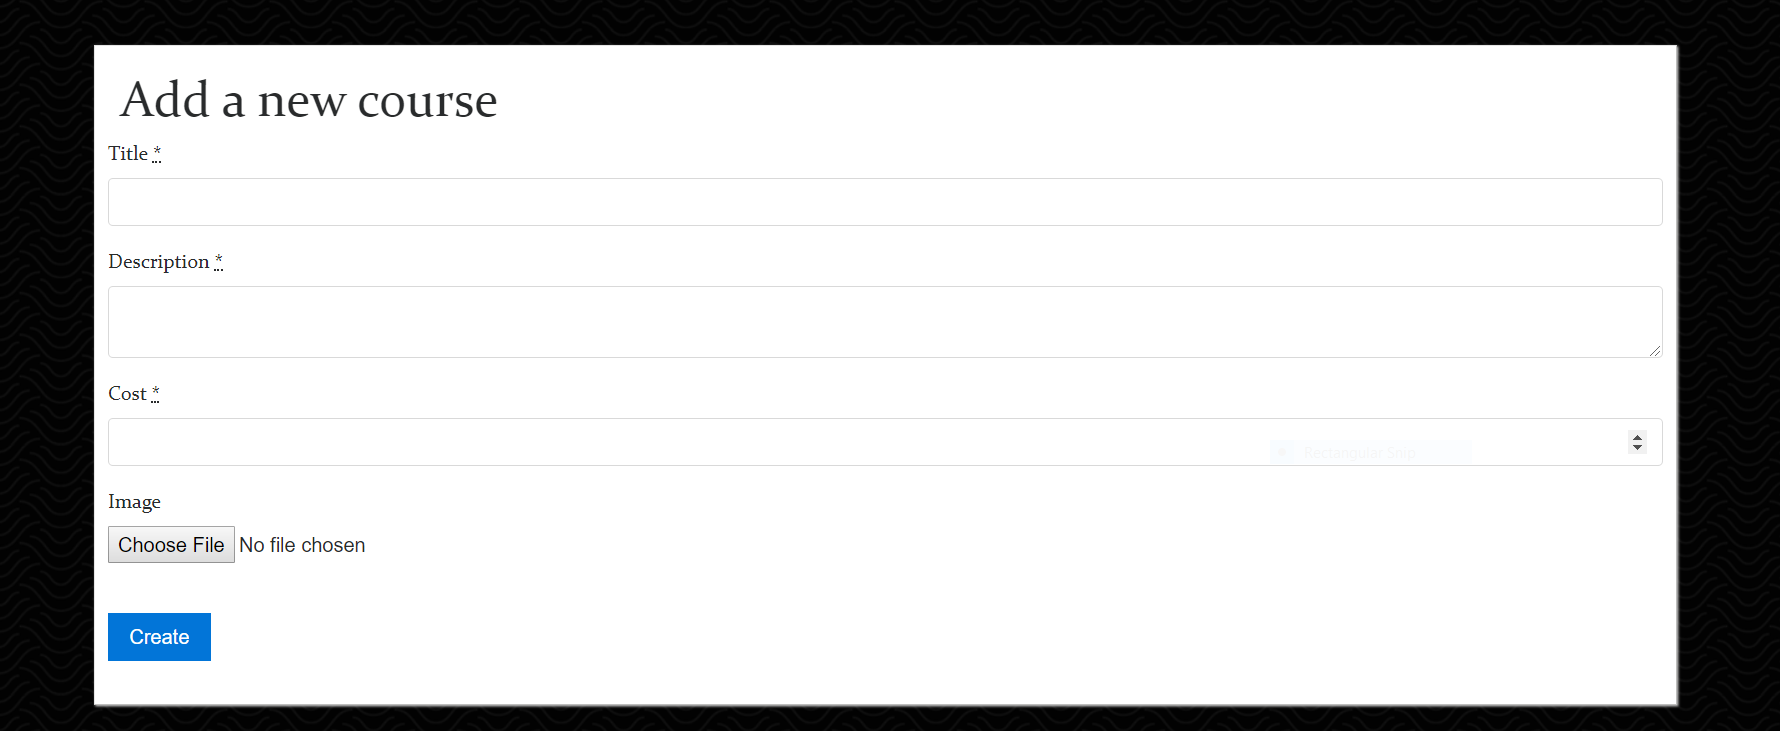 Add a new course
Title *
Description *
Cost *
Rectangular Snip
Image
Choose File No file chosen
Create